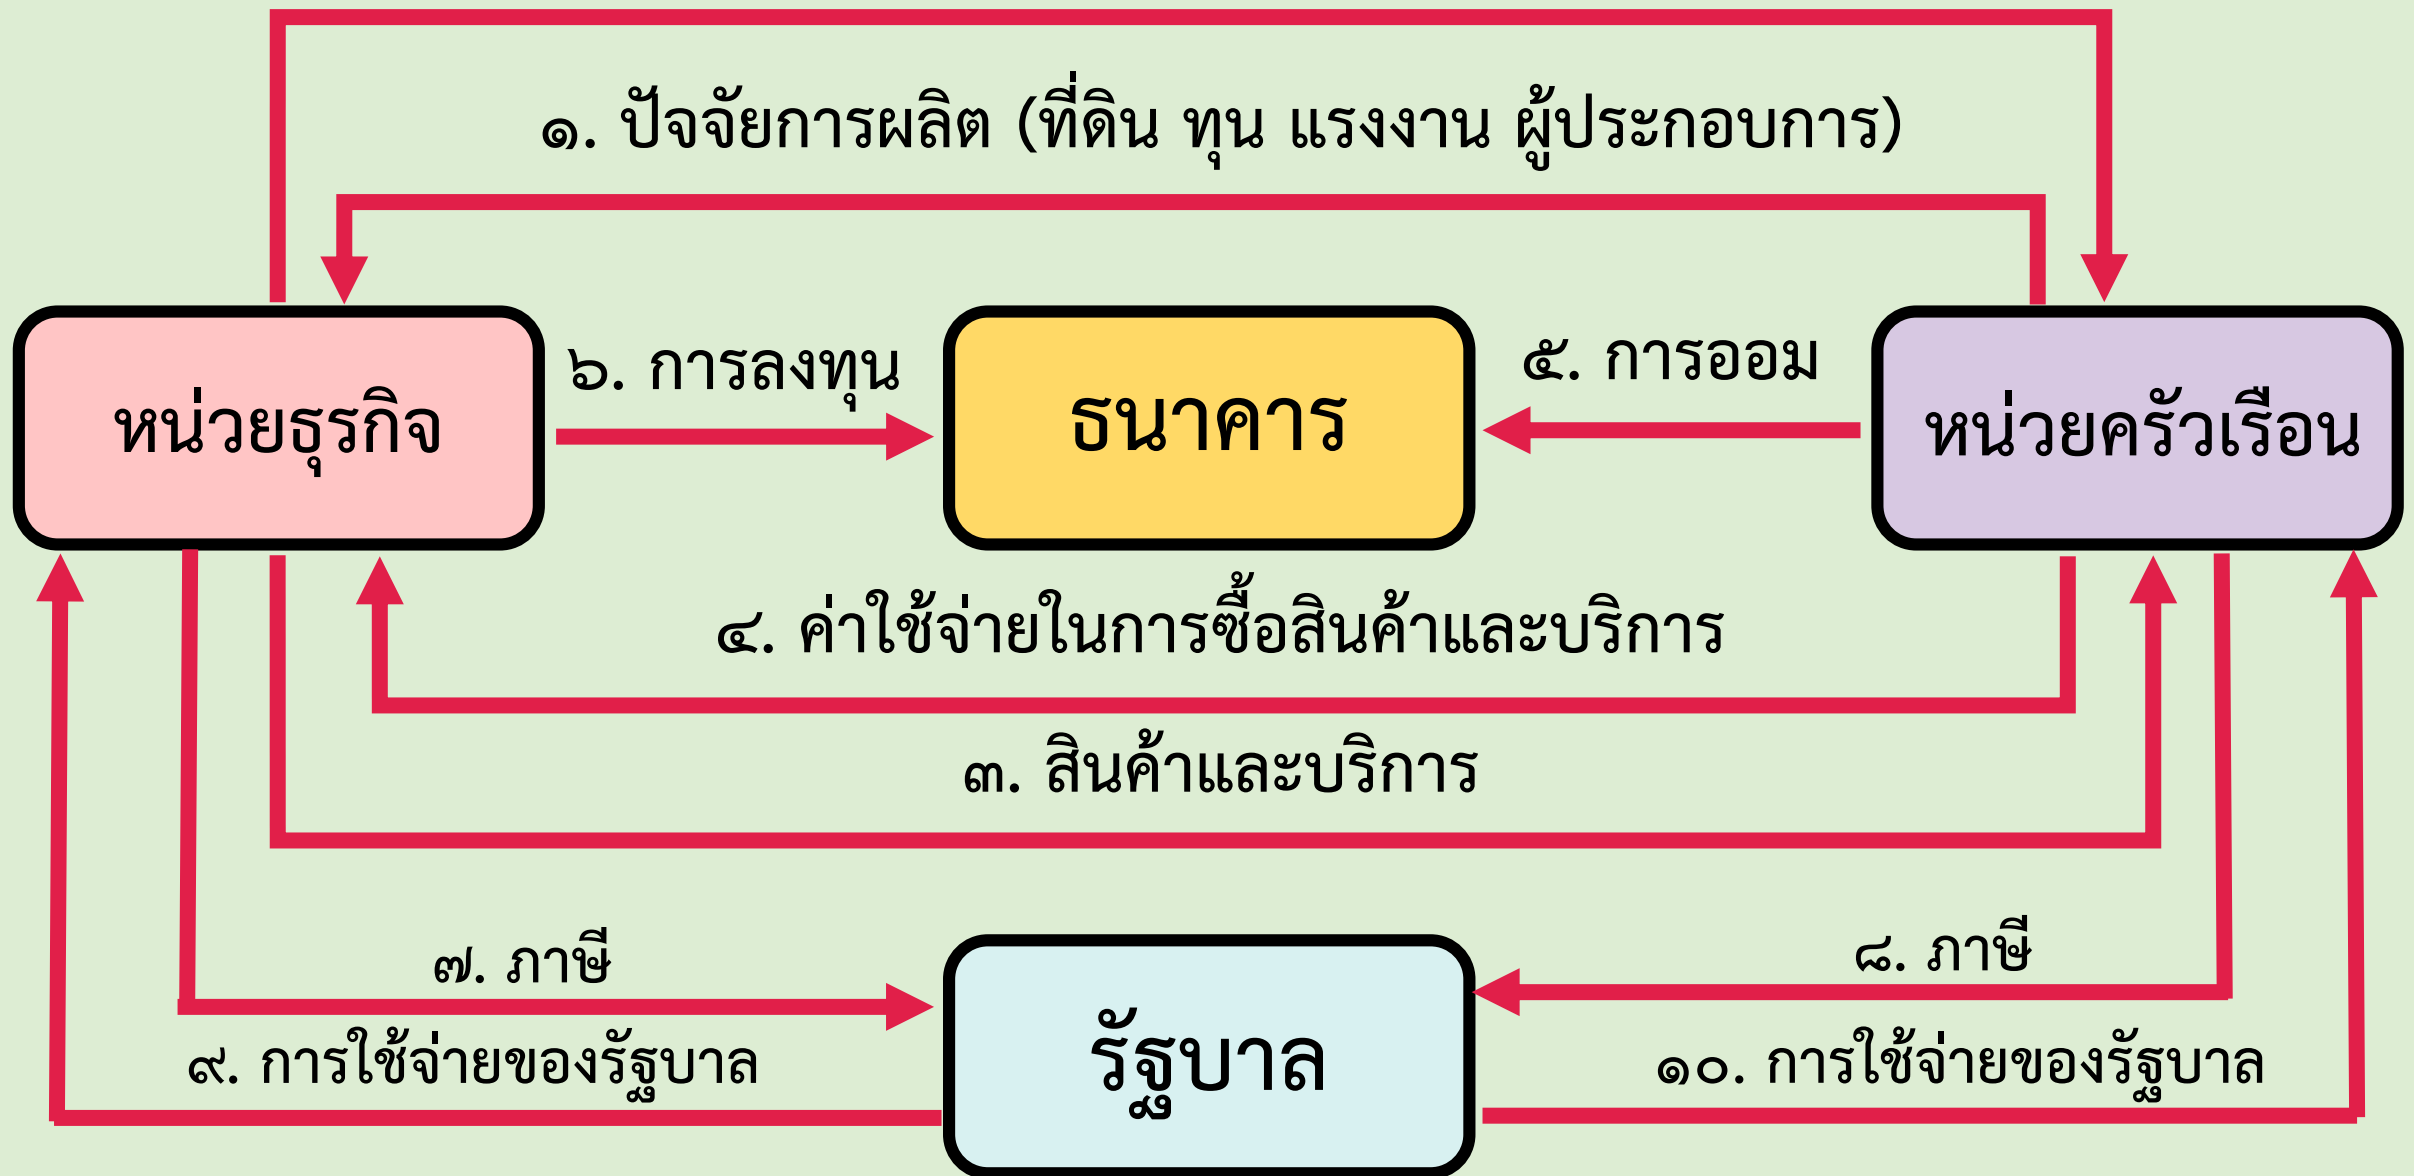 ๑. ปัจจัยการผลิต (ที่ดิน ทุน แรงงาน ผู้ประกอบการ)
หน่วยธุรกิจ
๖. การลงทุน
ธนาคาร
๕. การออม
หน่วยครัวเรือน
๔. ค่าใช้จ่ายในการซื้อสินค้าและบริการ
๓. สินค้าและบริการ
๗. ภาษี
๘. ภาษี
๙. การใช้จ่ายของรัฐบาล
รัฐบาล
๑๐. การใช้จ่ายของรัฐบาล